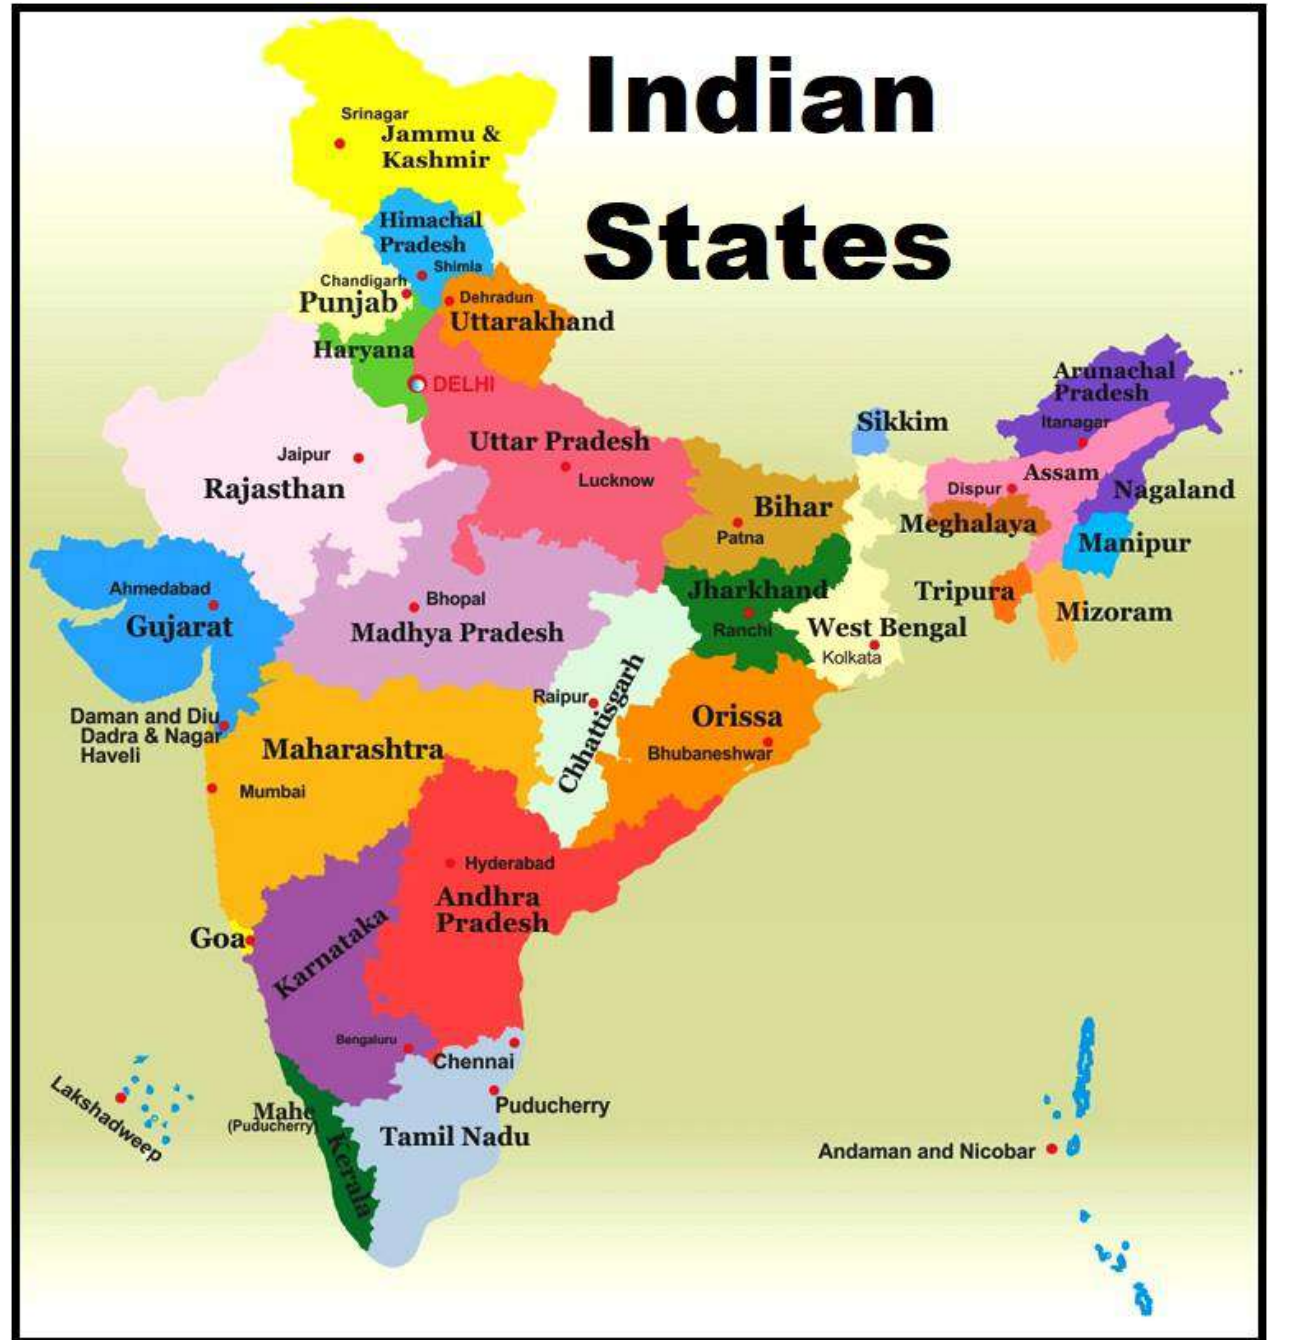 Indian
States
Srinagar
Jammu &
Kashmir
Himachal
Pradesh
Shimla
Chandigarh
Punjab
Dehradun
Uttarakhand
Haryana
DELHI
Arunachal
Pradesh
Itanagar
Sikkim
Uttar Pradesh
Jaipur
Lucknow
Rajasthan
Assam
Dispur
Nagaland
Bihar
Patna
Meghalaya
Manipur
Ahmedabad
Gujarat
Bhopal
Madhya Pradesh
Jharkhand
Ranchi
Tripura
Mizoram
West Bengal
Kolkata
Raipur
Chhattisgarh
Daman and Diu
Dadra & Nagar
Haveli
Orissa
Bhubaneshwar
Maharashtra
Mumbai
Hyderabad
Andhra
Pradesh
Goa
Karnataka
Bengaluru
Chennai
Lakshadweep
Mahe
(Puducherry)
Puducherry
Tamil Nadu
Kerala
Andaman and Nicobar